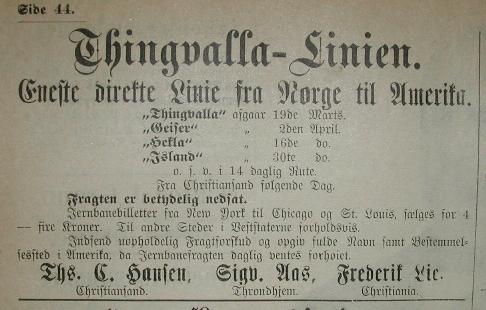 Side 44.
Thingvalla-Linien.
Eneste direkte Linie fra Norge til Amerika.
„Thingvalla" afgaar 19de Marts.
„Geiser" „ 2den April.
„Hekla" „ 16de do.
„Island" „ 30te do.
o. s. v. i 14 daglig Rute.
Fra Christiansand følgende Dag.
Fragten er betydelig nedsat.
Jernbanebilletter fra New York til Chicago og St. Louis, sælges for 4
— fire Kroner. Til andre Steder i Veststaterne forholdsvis.
Indsend uopholdelig Fragtforskud og opgiv fulde Navn samt Bestemmel-
sessted i Amerika, da Jernbanefragten daglig ventes forhøiet.
Ths. C. Hansen, Sigv. Aas, Frederik Lie.
Christiansand. Throndhjem. Christiania.